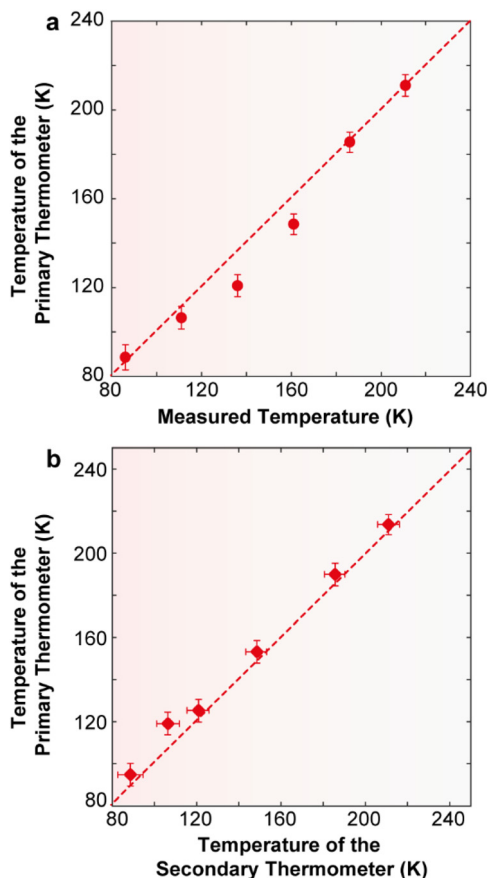 a
Temperature of the
Primary Thermometer (K)
240
200
160
120
80
80 120 160 200 240
Measured Temperature (K)
b
Temperature of the
Primary Thermometer (K)
240
200
160
120
80
80 120 160 200 240
Temperature of the
Secondary Thermometer (K)